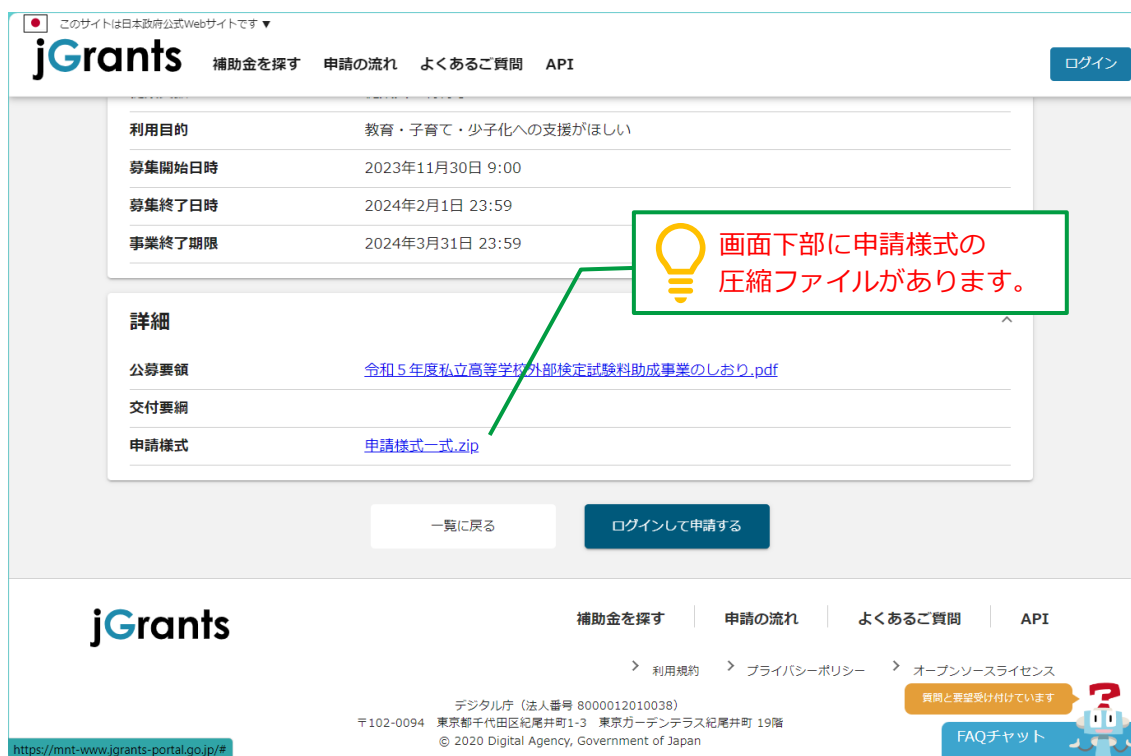 このサイトは日本政府公式Webサイトです ▼
jGrants 補助金を探す 申請の流れ よくあるご質問 API ログイン
利用目的 教育・子育て・少子化への支援がほしい
募集開始日時 2023年11月30日 9:00
募集終了日時 2024年2月1日 23:59
事業終了期限 2024年3月31日 23:59
画面下部に申請様式の
圧縮ファイルがあります。
詳細
公募要領 令和５年度私立高等学校外部検定試験料助成事業のしおり.pdf
交付要綱
申請様式 申請様式一式.zip
一覧に戻る ログインして申請する
jGrants 補助金を探す 申請の流れ よくあるご質問 API
利用規約 プライバシーポリシー オープンソースライセンス
質問と要望受け付けています
デジタル庁（法人番号 8000012010038）
〒102-0094 東京都千代田区紀尾井町1-3 東京ガーデンテラス紀尾井町 19階
© 2020 Digital Agency, Government of Japan
FAQチャット
https://mnt-www.jgrants-portal.go.jp/#